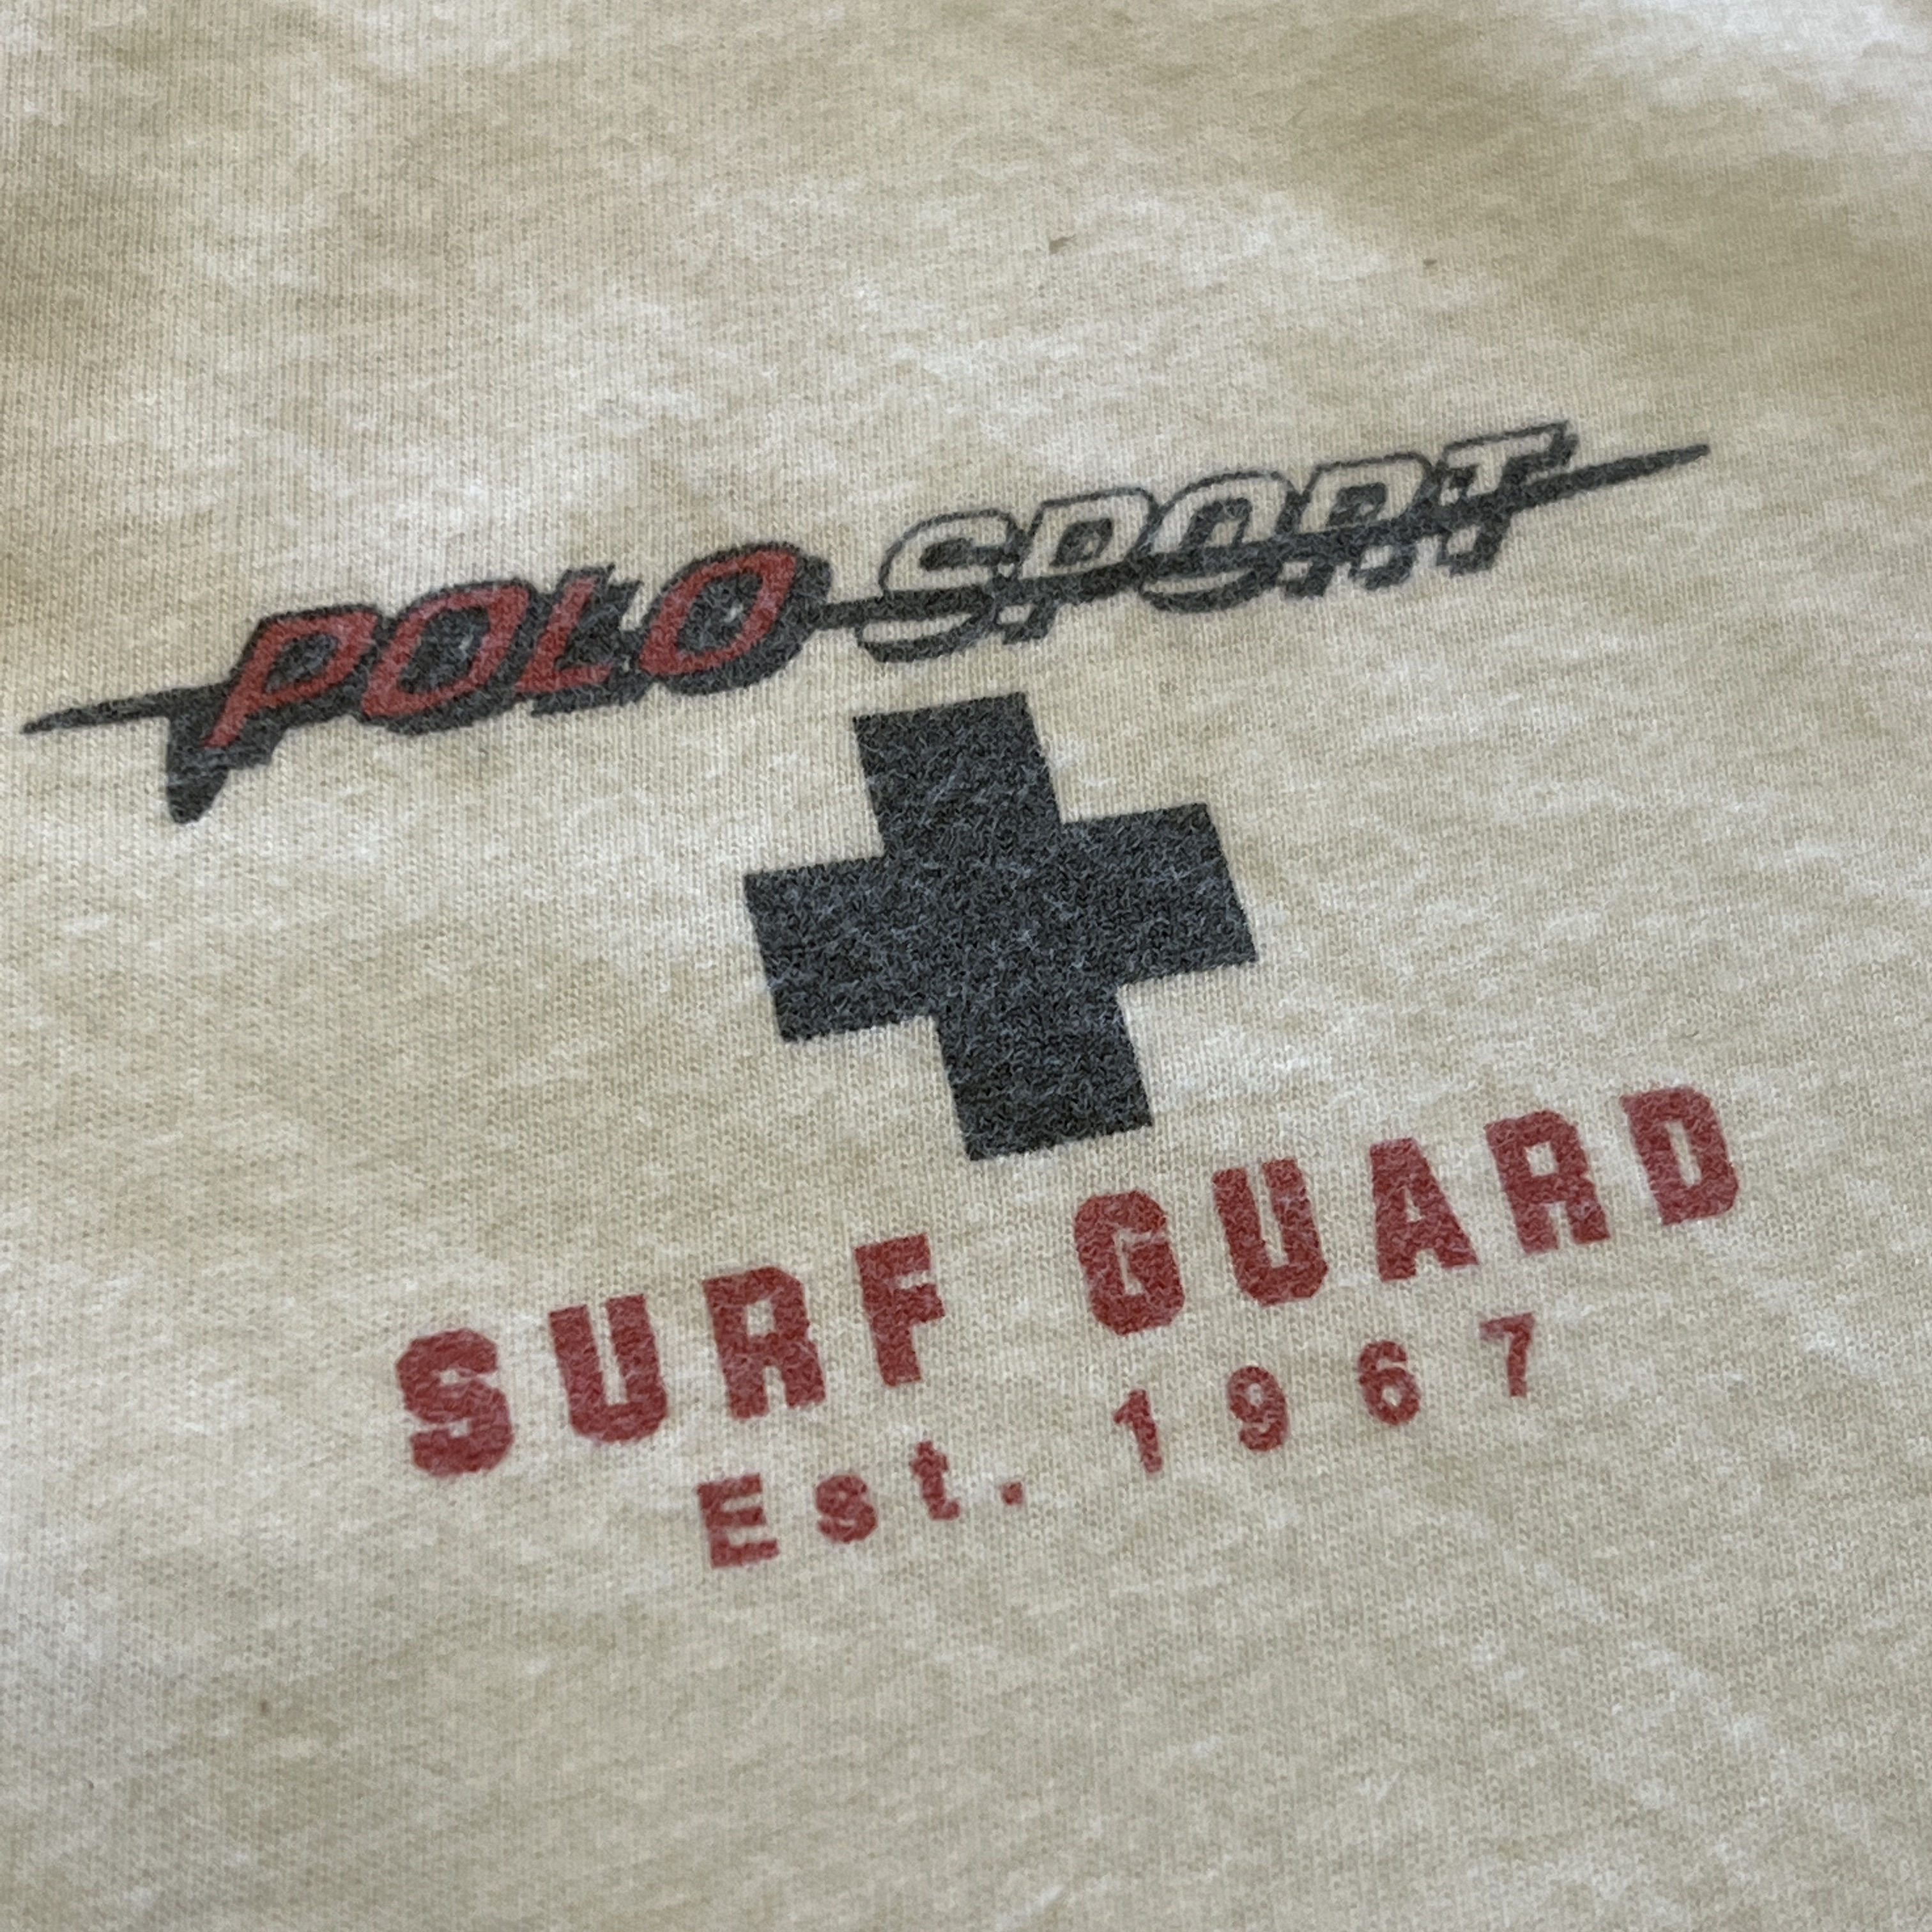 POLO SPORT
SURF GUARD
Est. 1967